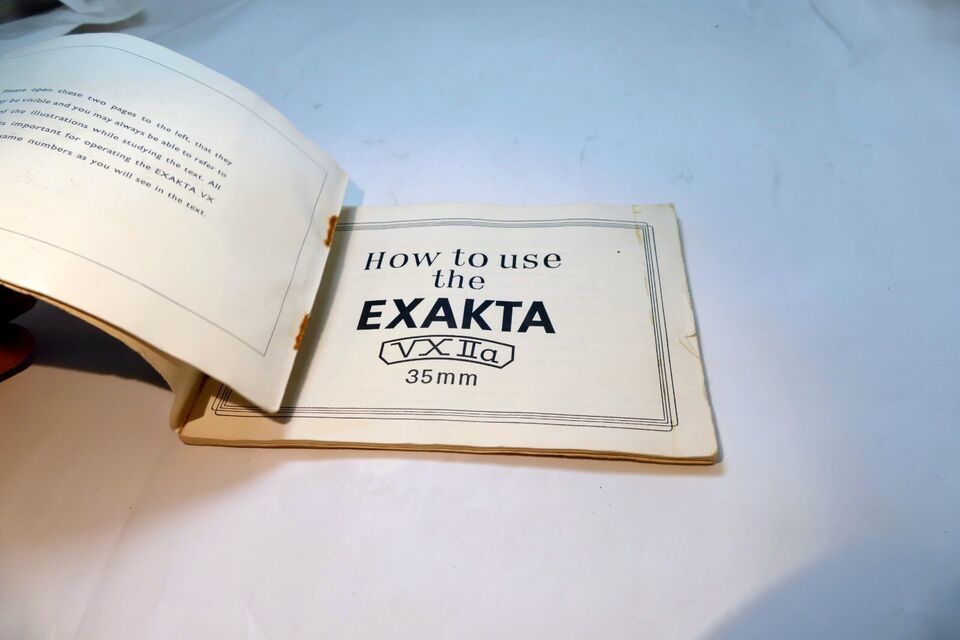 Please open these two pages to the left, that they
be visible and you may always be able to refer to
of the illustrations while studying the text. All
important for operating the EXAKTA VX
same numbers as you will see in the text.
How to use
the
EXAKTA
VX IIa
35mm